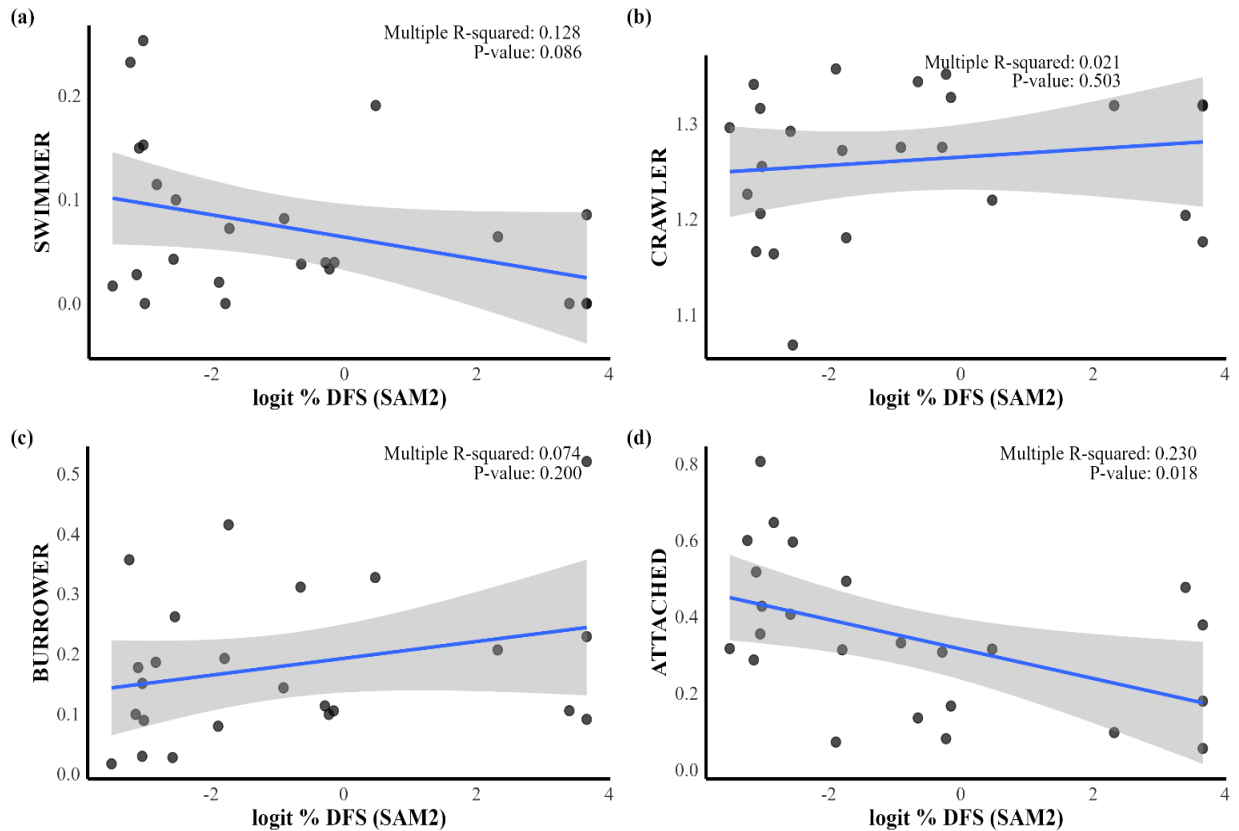 (a)
Multiple R-squared: 0.128
P-value: 0.086
SWIMMER
0.2
0.1
0.0
-2
0
2
4
logit % DFS (SAM2)
(b)
Multiple R-squared: 0.021
P-value: 0.503
CRAWLER
1.3
1.2
1.1
-2
0
2
4
logit % DFS (SAM2)
(c)
Multiple R-squared: 0.074
P-value: 0.200
BURROWER
0.5
0.4
0.3
0.2
0.1
0.0
-2
0
2
4
logit % DFS (SAM2)
(d)
Multiple R-squared: 0.230
P-value: 0.018
ATTACHED
0.8
0.6
0.4
0.2
0.0
-2
0
2
4
logit % DFS (SAM2)